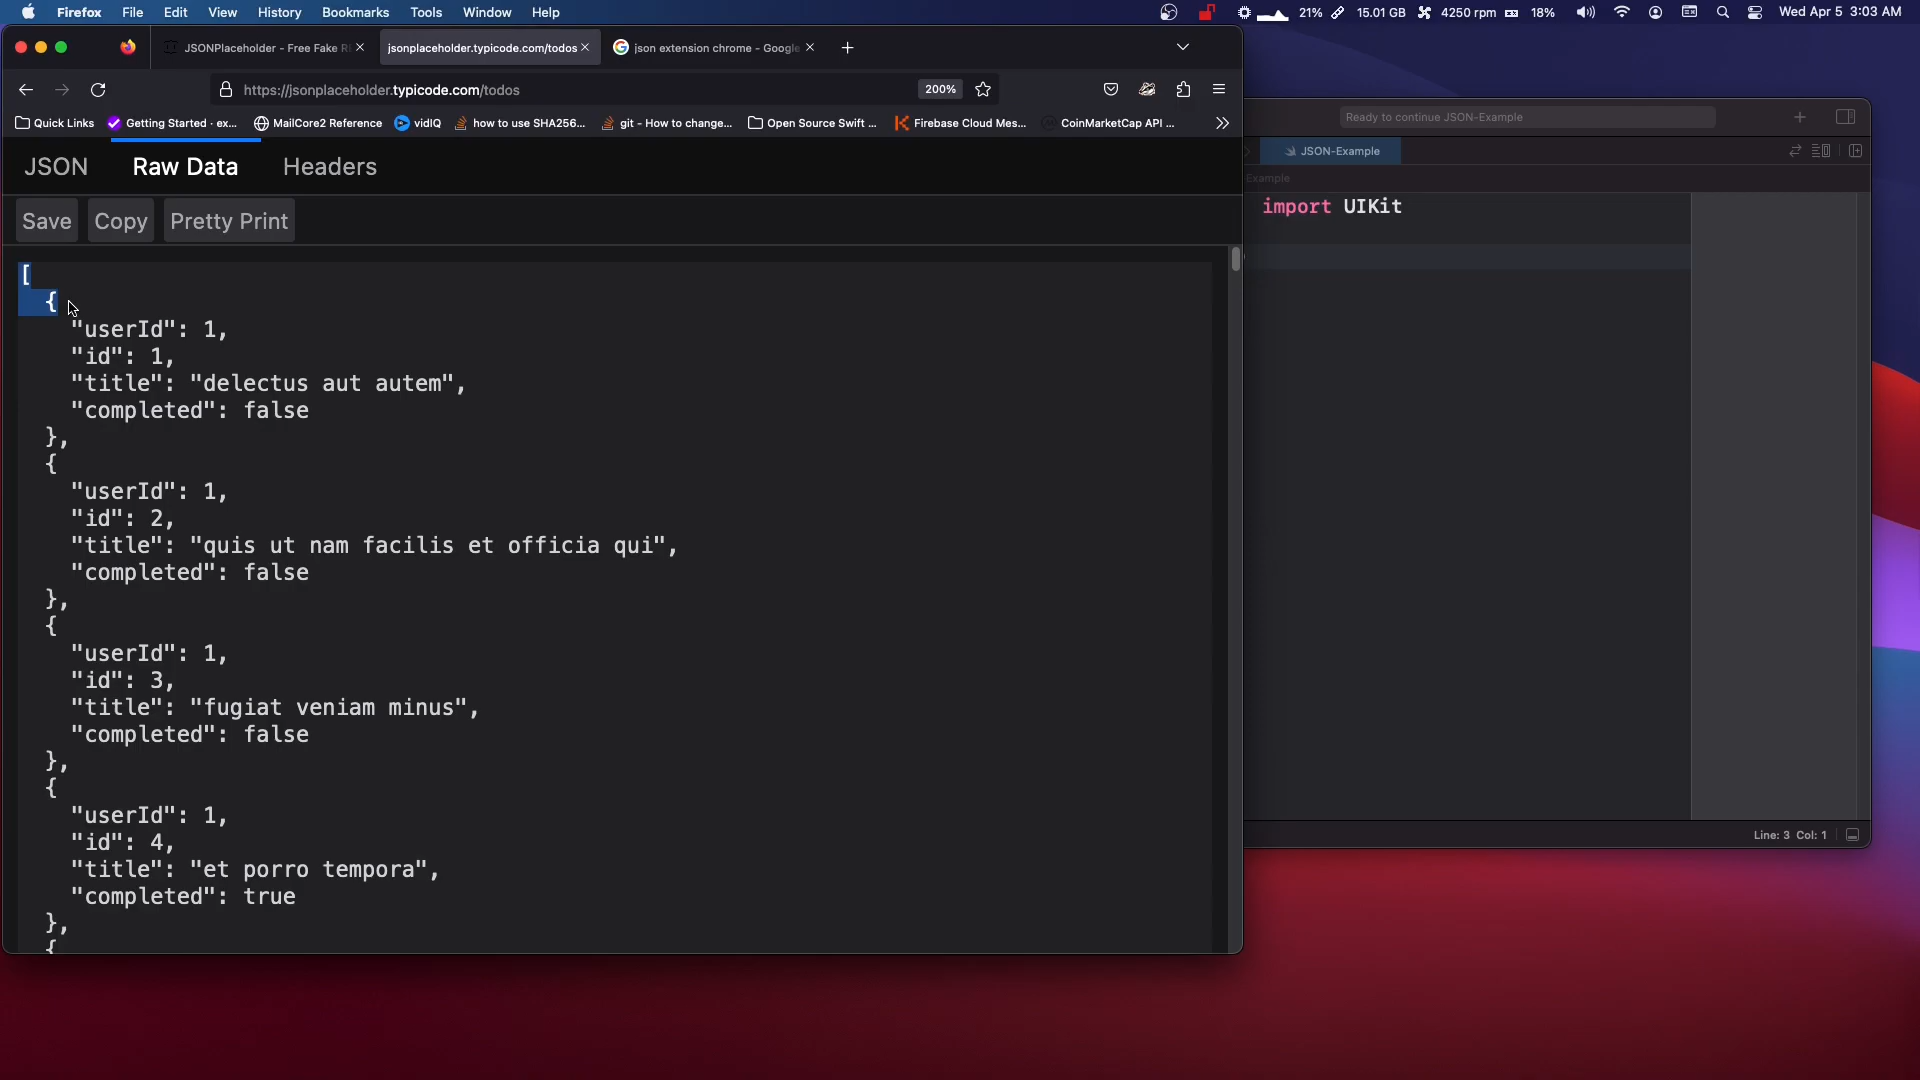 Firefox File Edit View History Bookmarks Tools Window Help 21% 15.01 GB 4250 rpm 18% Wed Apr 5 3:03 AM
JSONPlaceholder - Free Fake R jsonplaceholder.typicode.com/todos json extension chrome - Google
https://jsonplaceholder.typicode.com/todos 200%
Quick Links Getting Started - ex... MailCore2 Reference vidIQ how to use SHA256... git - How to change... Open Source Swift ... Firebase Cloud Mes... CoinMarketCap API ...
JSON Raw Data Headers
Save Copy Pretty Print
[
{
"userId": 1,
"id": 1,
"title": "delectus aut autem",
"completed": false
},
{
"userId": 1,
"id": 2,
"title": "quis ut nam facilis et officia qui",
"completed": false
},
{
"userId": 1,
"id": 3,
"title": "fugiat veniam minus",
"completed": false
},
{
"userId": 1,
"id": 4,
"title": "et porro tempora",
"completed": true
},
{
Ready to continue JSON-Example
JSON-Example
Example
import UIKit
Line: 3 Col: 1